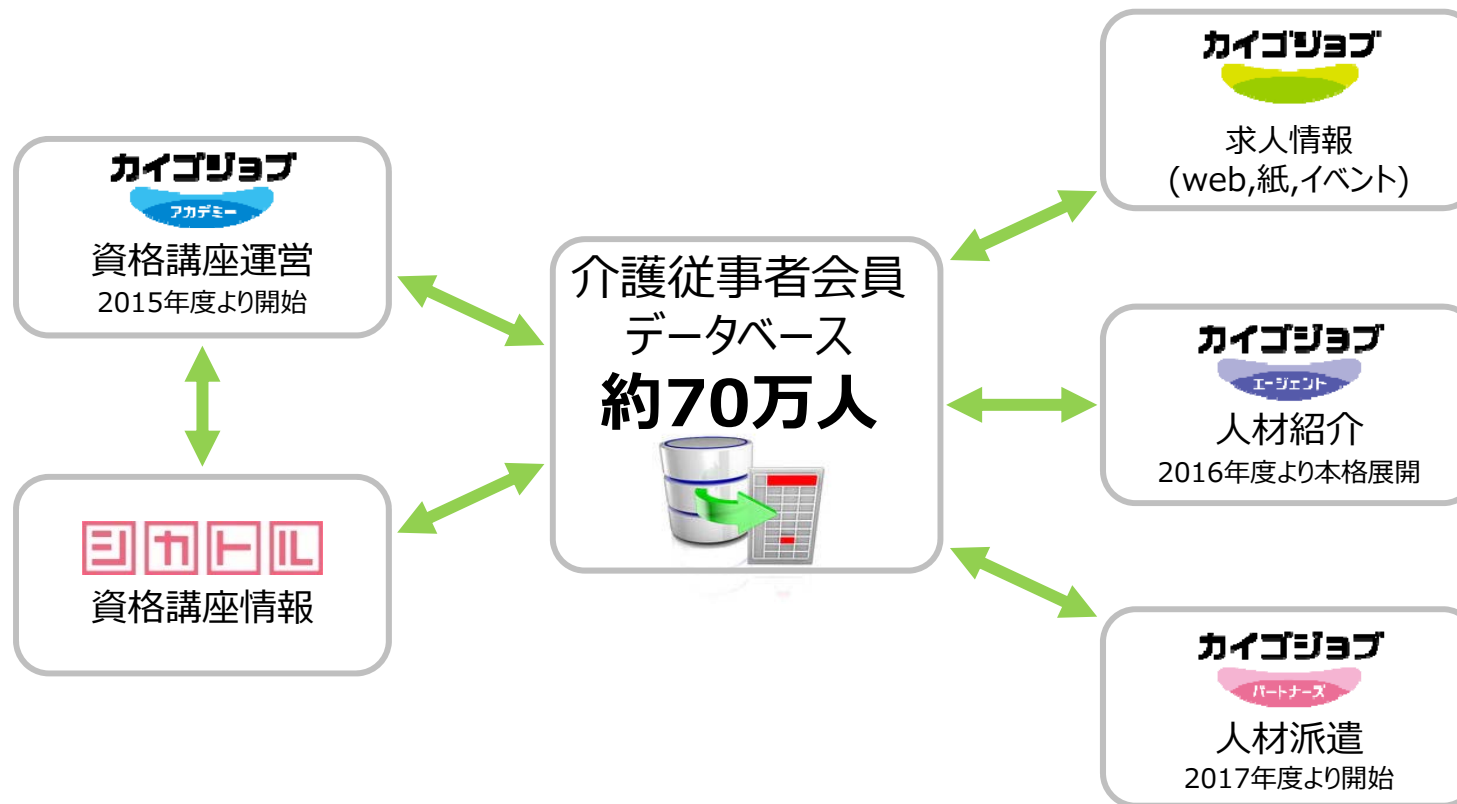 カイゴジョブ
アカデミー
資格講座運営
2015年度より開始
シカトル
資格講座情報
介護従事者会員
データベース
約70万人
カイゴジョブ
求人情報
(web,紙,イベント)
カイゴジョブ
エージェント
人材紹介
2016年度より本格展開
カイゴジョブ
パートナーズ
人材派遣
2017年度より開始